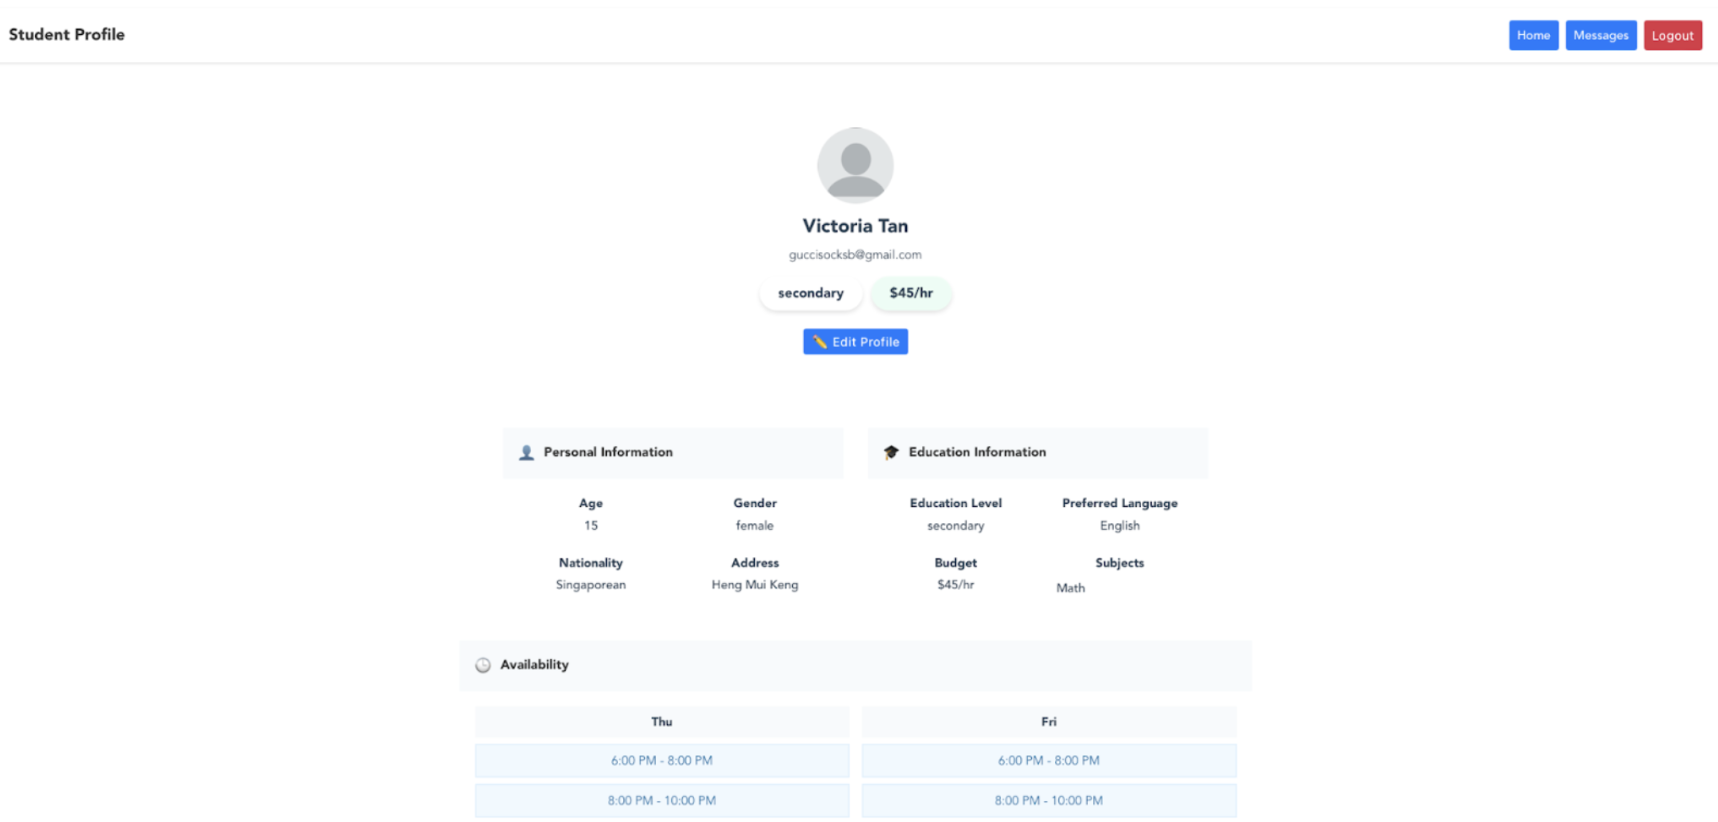 Student Profile
Home Messages Logout
Victoria Tan
guccisocksb@gmail.com
secondary $45/hr
✏️ Edit Profile
Personal Information
Age Gender
15 female
Nationality Address
Singaporean Heng Mui Keng
Education Information
Education Level Preferred Language
secondary English
Budget Subjects
$45/hr Math
Availability
Thu Fri
6:00 PM - 8:00 PM 6:00 PM - 8:00 PM
8:00 PM - 10:00 PM 8:00 PM - 10:00 PM